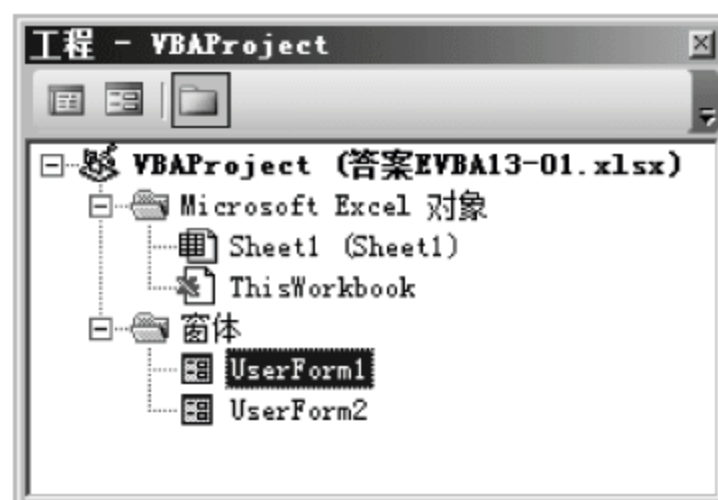 工程 - VBAProject
VBAProject (答案EVBA13-01.xlsx)
Microsoft Excel 对象
Sheet1 (Sheet1)
ThisWorkbook
窗体
UserForm1
UserForm2